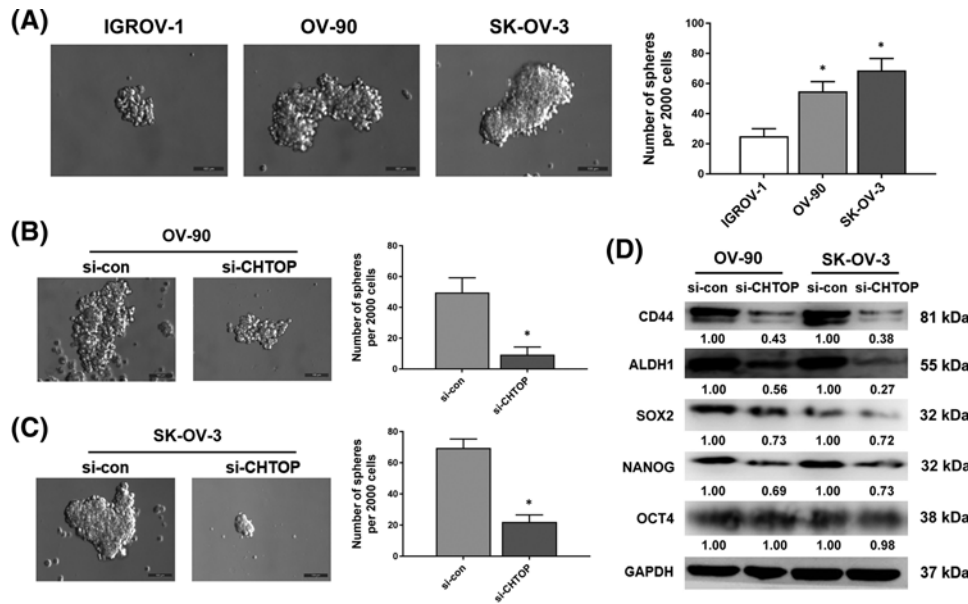 (A)
IGROV-1 OV-90 SK-OV-3
Number of spheres
per 2000 cells
100
80
60
40
20
0
* *
IGROV-1 OV-90 SK-OV-3
(B)
OV-90
si-con si-CHTOP
Number of spheres
per 2000 cells
80
60
40
20
0
*
si-con si-CHTOP
(C)
SK-OV-3
si-con si-CHTOP
Number of spheres
per 2000 cells
80
60
40
20
0
*
si-con si-CHTOP
(D)
OV-90 SK-OV-3
si-con si-CHTOP si-con si-CHTOP
CD44 81 kDa
1.00 0.43 1.00 0.38
ALDH1 55 kDa
1.00 0.56 1.00 0.27
SOX2 32 kDa
1.00 0.73 1.00 0.72
NANOG 32 kDa
1.00 0.69 1.00 0.73
OCT4 38 kDa
1.00 1.00 1.00 0.98
GAPDH 37 kDa